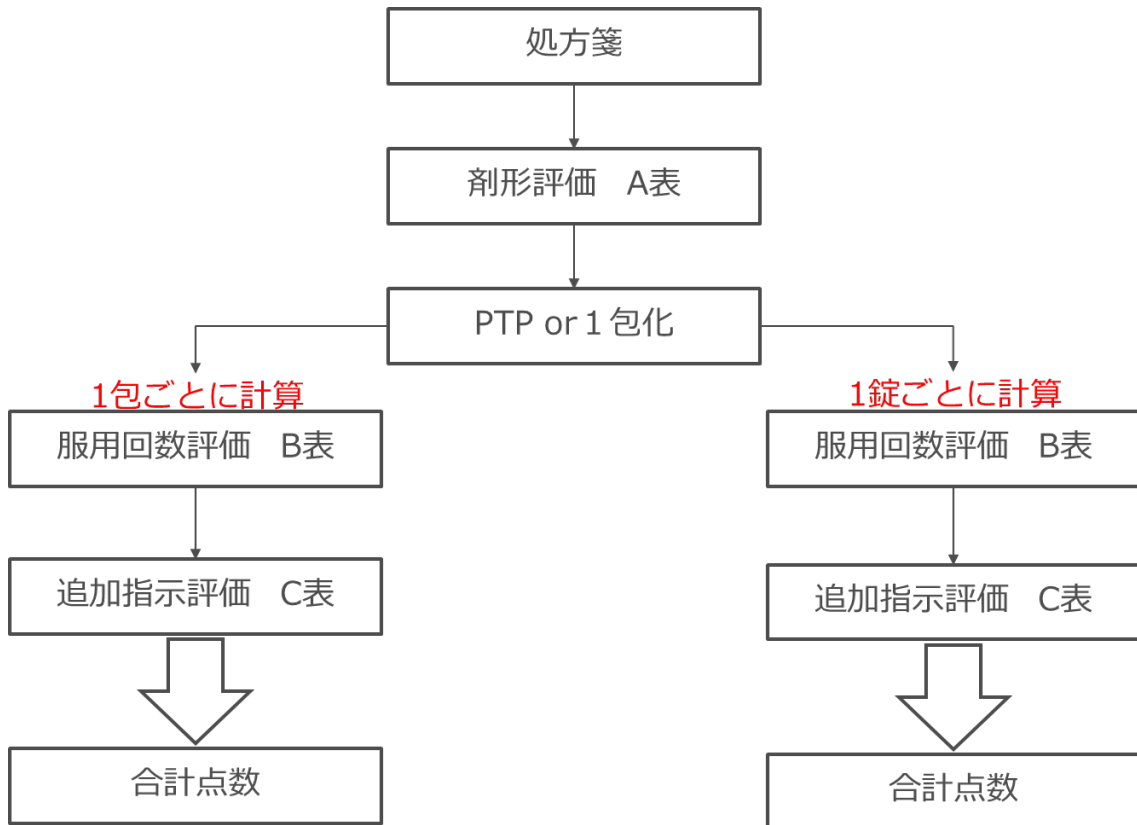 処方箋
剤形評価　A表
PTP or１包化
1包ごとに計算
服用回数評価　B表
追加指示評価　C表
合計点数
1錠ごとに計算
服用回数評価　B表
追加指示評価　C表
合計点数